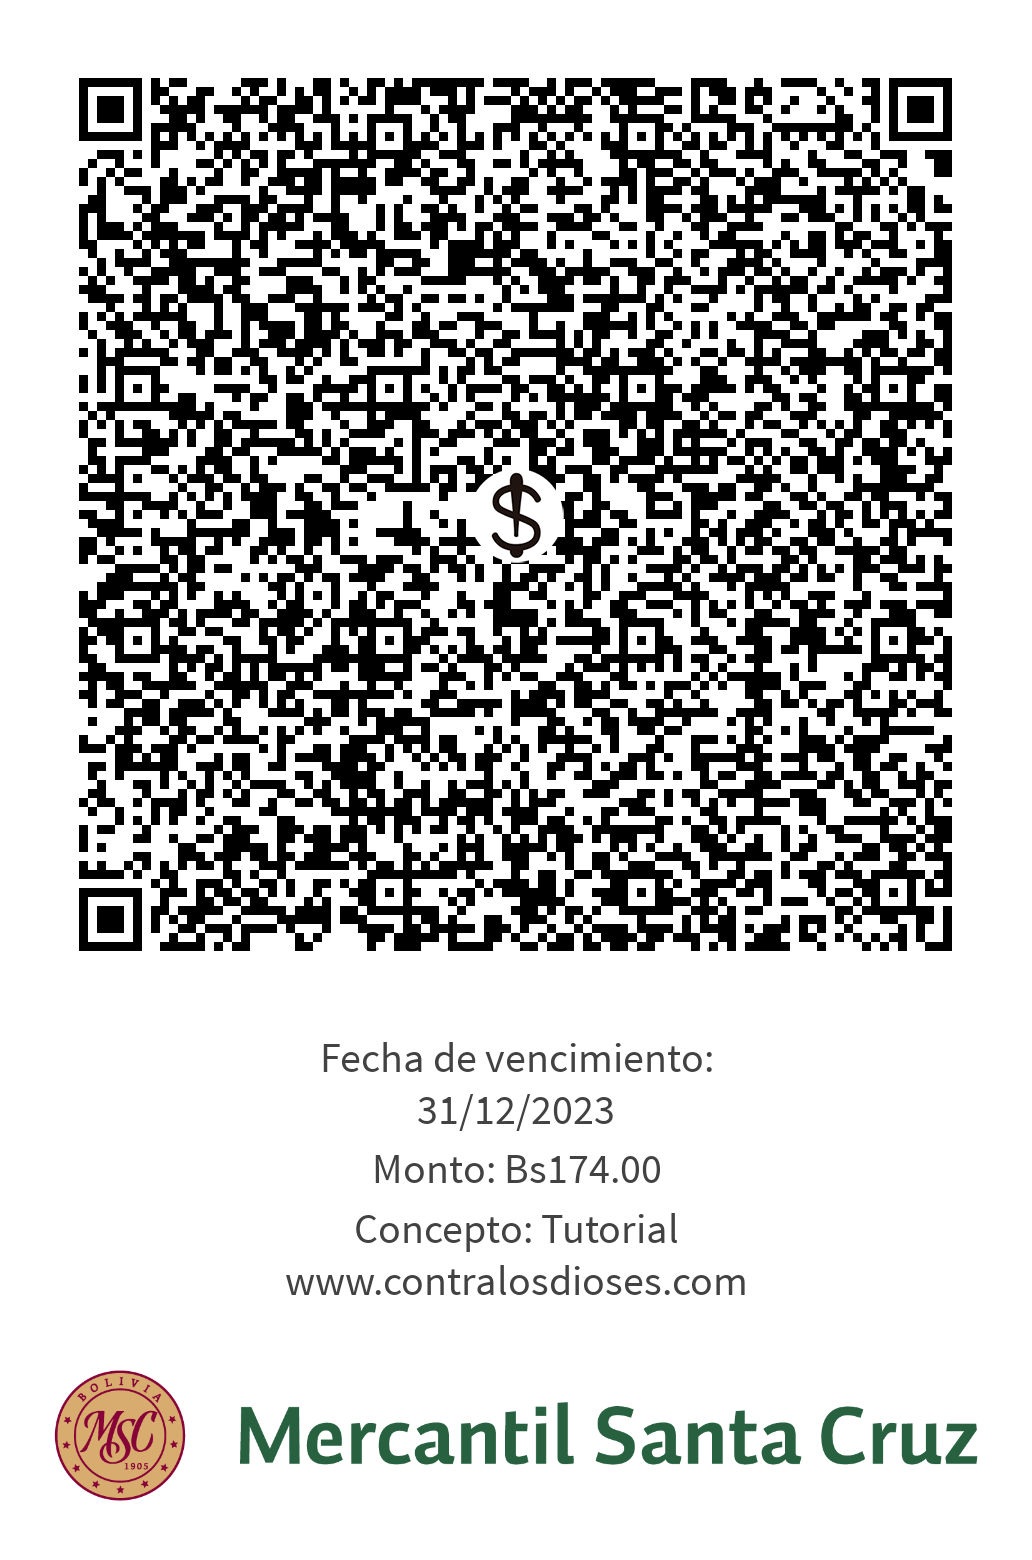 $
Fecha de vencimiento:
31/12/2023
Monto: Bs174.00
Concepto: Tutorial
www.contralosdioses.com
BOLIVIA
MSC
1905
Mercantil Santa Cruz